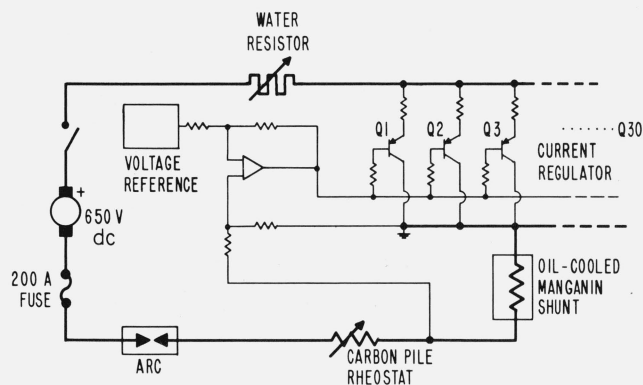 WATER
RESISTOR
VOLTAGE
REFERENCE
Q1
Q2
Q3
Q30
CURRENT
REGULATOR
+
650 V
dc
200 A
FUSE
ARC
CARBON PILE
RHEOSTAT
OIL-COOLED
MANGANIN
SHUNT